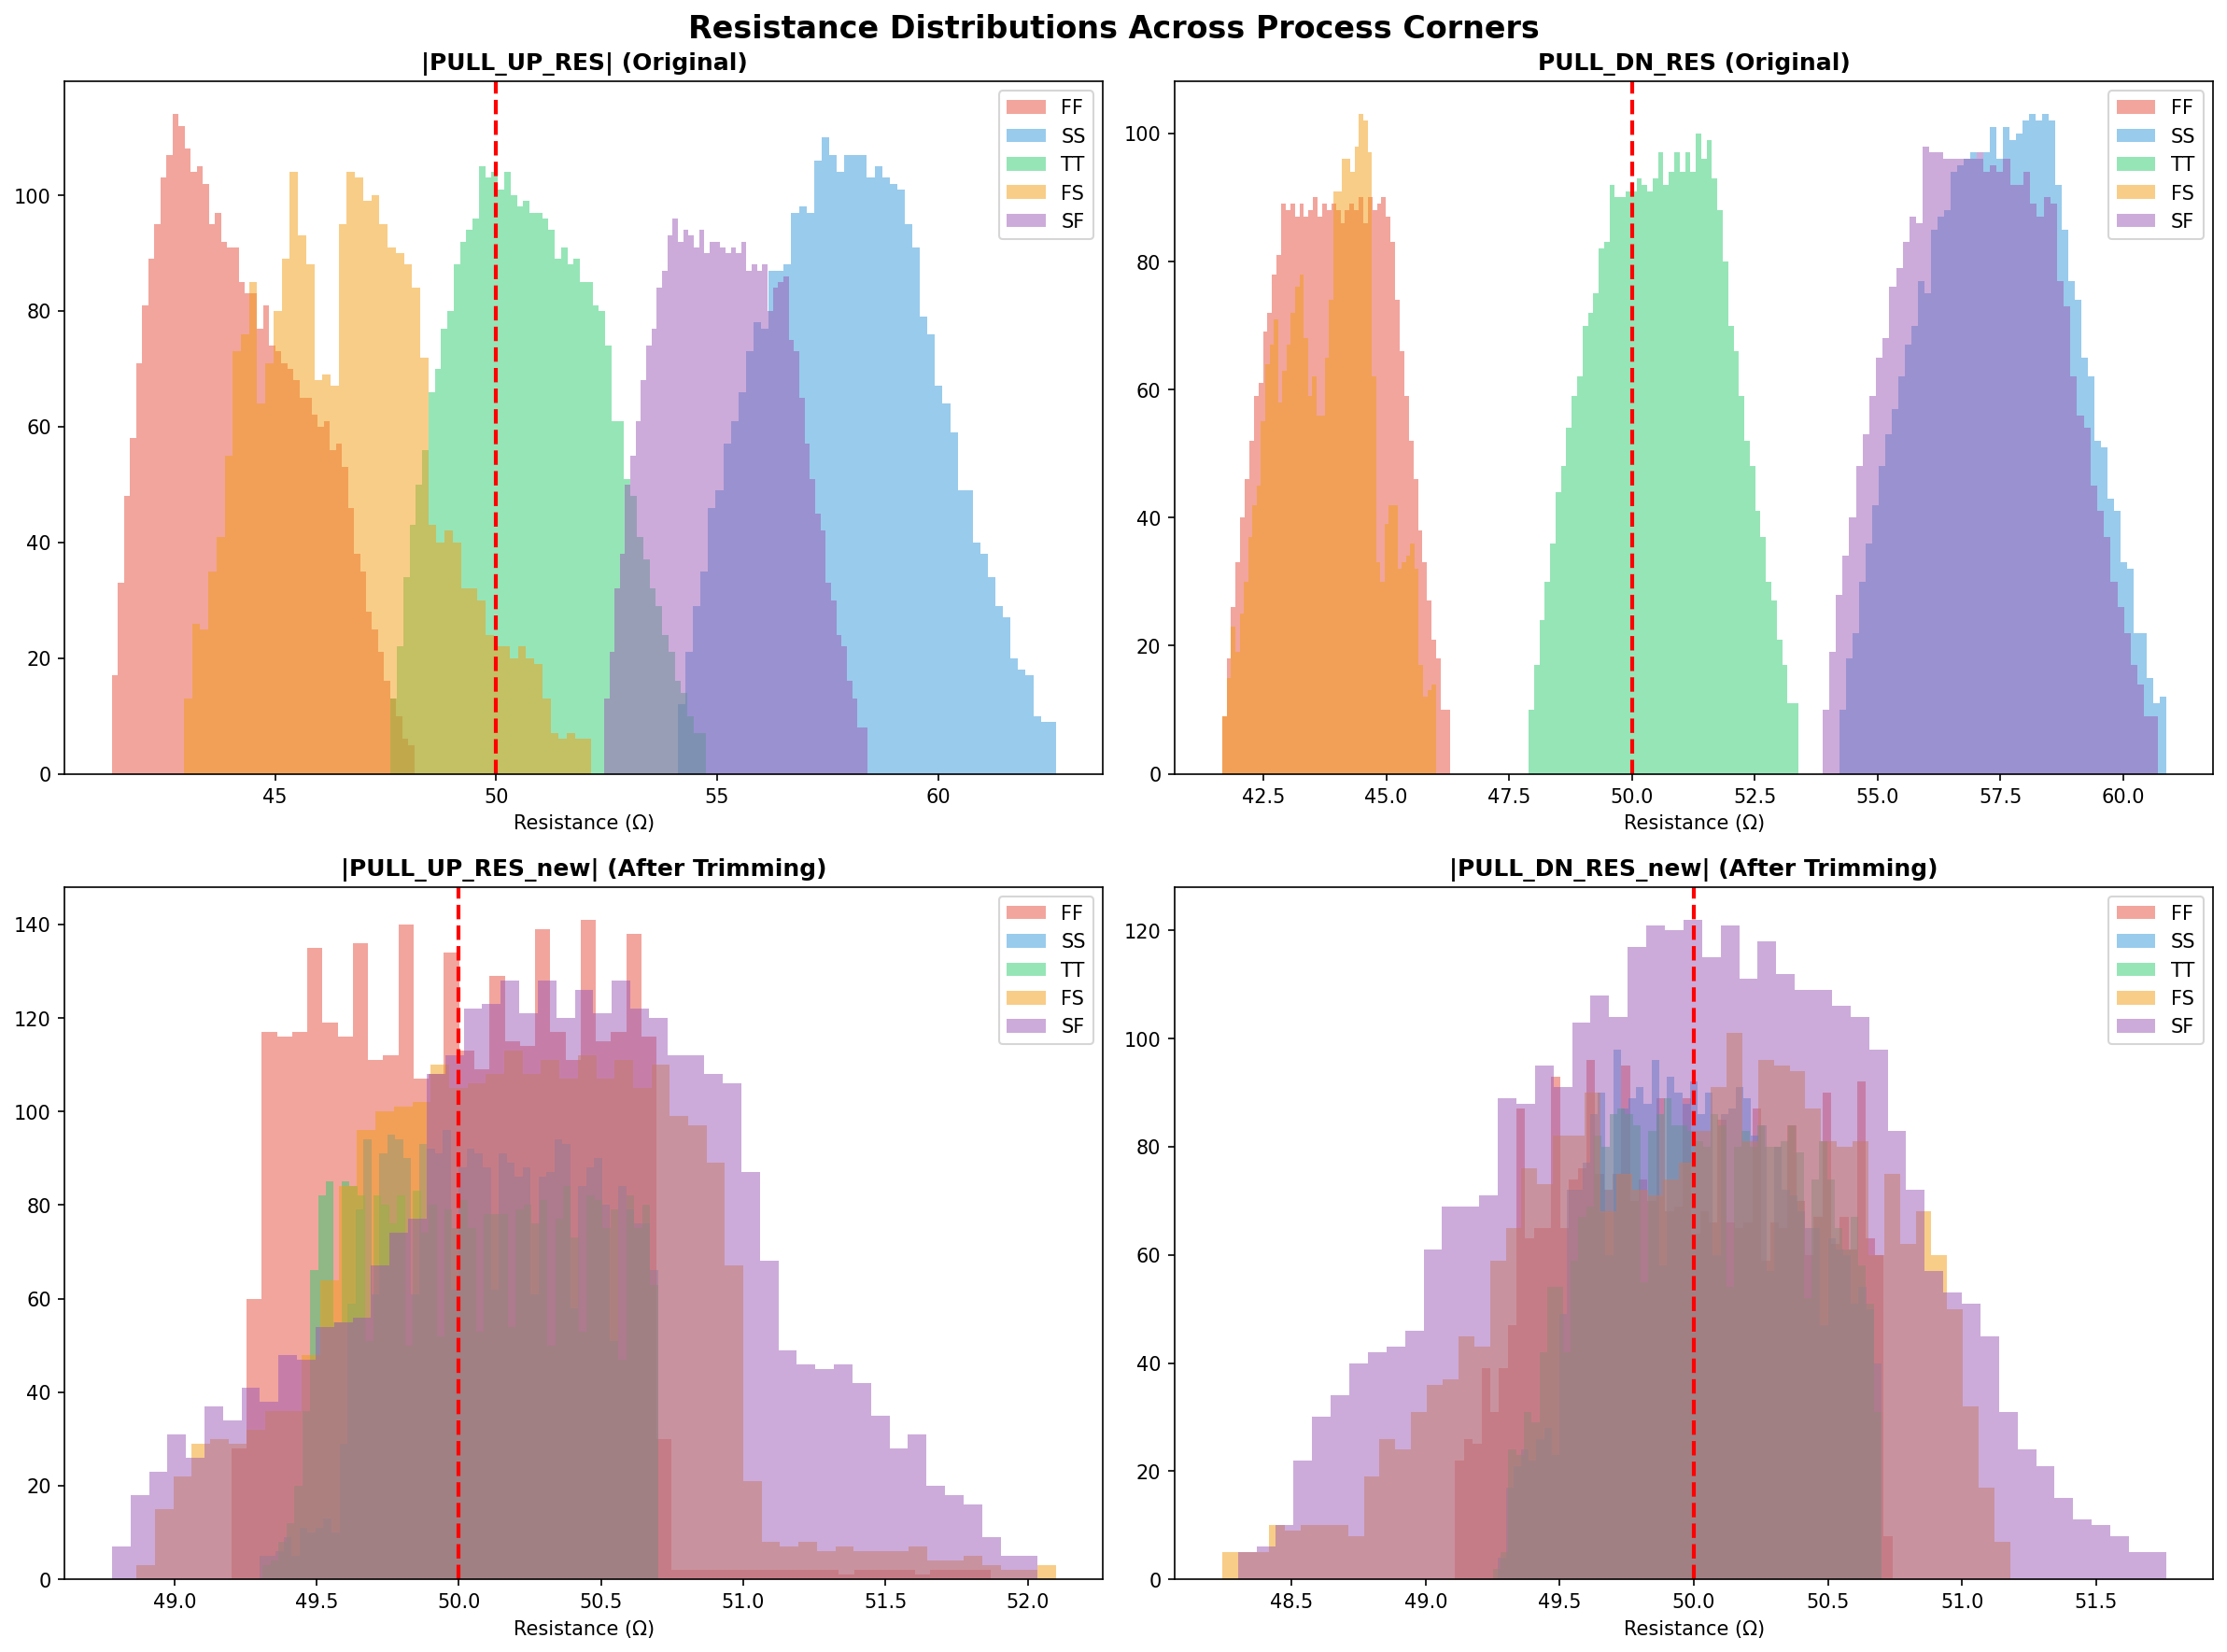 Resistance Distributions Across Process Corners
|PULL_UP_RES| (Original)
FF
SS
TT
FS
SF
100
80
60
40
20
0
45 50 55 60
Resistance (Ω)
PULL_DN_RES (Original)
FF
SS
TT
FS
SF
100
80
60
40
20
0
42.5 45.0 47.5 50.0 52.5 55.0 57.5 60.0
Resistance (Ω)
|PULL_UP_RES_new| (After Trimming)
FF
SS
TT
FS
SF
140
120
100
80
60
40
20
0
49.0 49.5 50.0 50.5 51.0 51.5 52.0
Resistance (Ω)
|PULL_DN_RES_new| (After Trimming)
FF
SS
TT
FS
SF
120
100
80
60
40
20
0
48.5 49.0 49.5 50.0 50.5 51.0 51.5
Resistance (Ω)